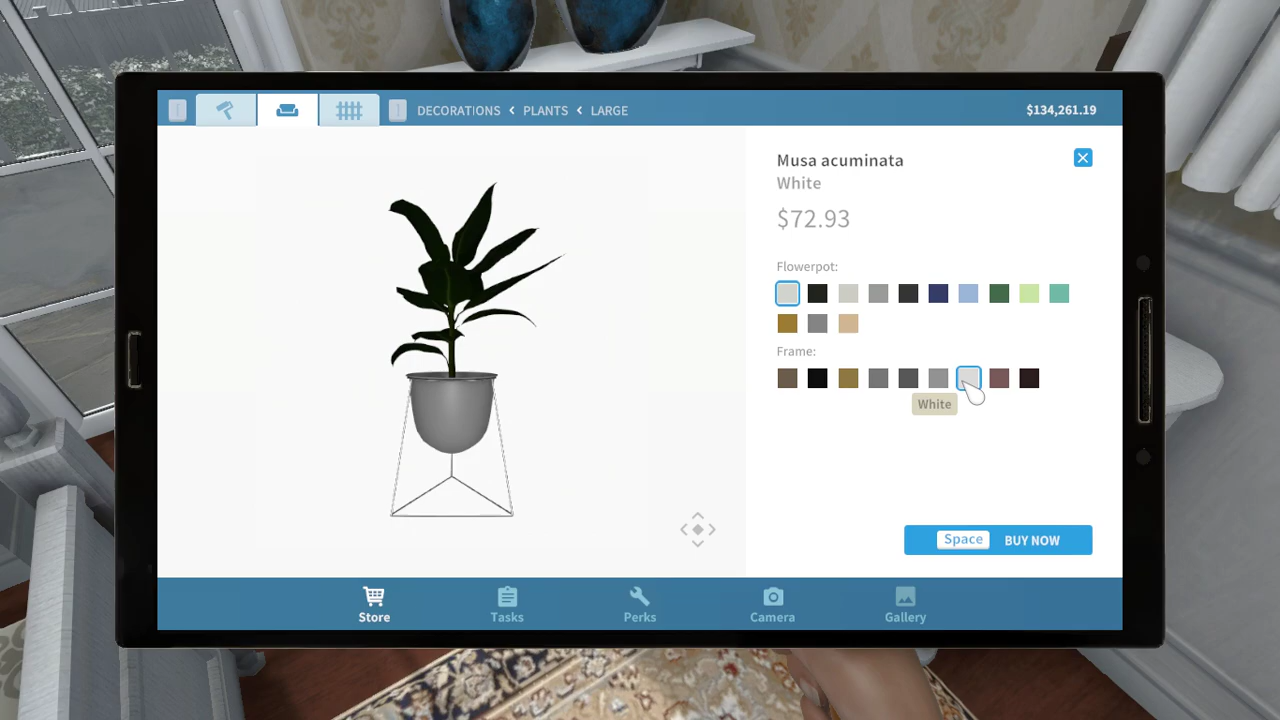 DECORATIONS < PLANTS < LARGE
$134,261.19
Musa acuminata
White
$72.93
Flowerpot:
Frame:
White
Space BUY NOW
Store
Tasks
Perks
Camera
Gallery